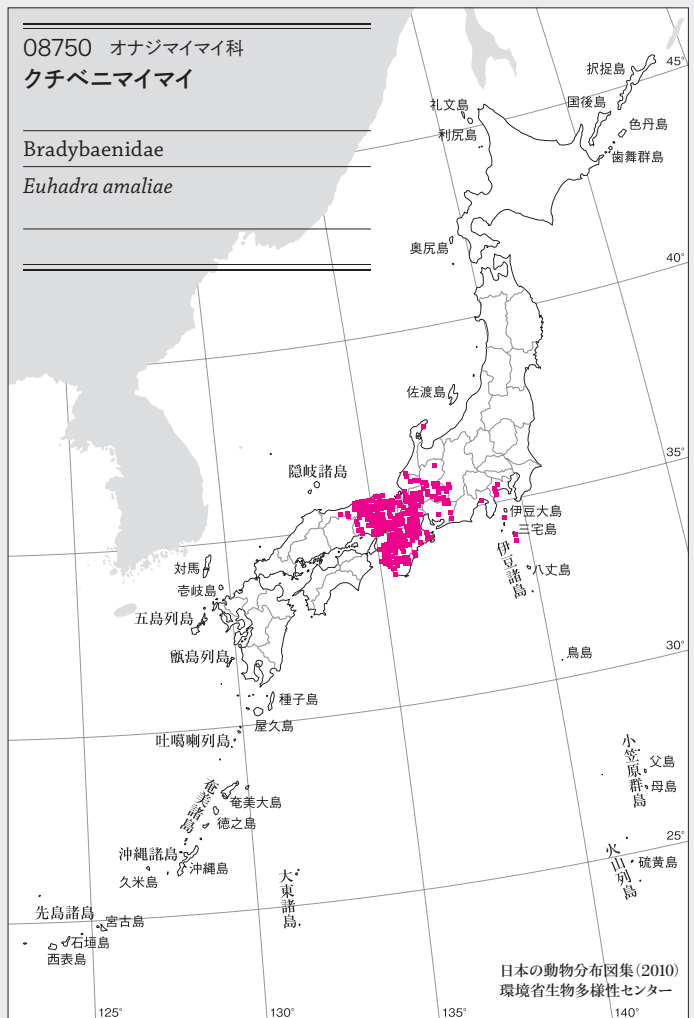 08750 オナジマイマイ科
クチベニマイマイ
Bradybaenidae
Euhadra amaliae
択捉島
45°
礼文島
国後島
色丹島
利尻島
歯舞群島
奥尻島
40°
佐渡島
35°
隠岐諸島
伊豆大島
三宅島
伊豆諸島
八丈島
対馬
壱岐島
五島列島
甑島列島
鳥島
30°
種子島
屋久島
吐噶喇列島
小笠原群島
父島
母島
奄美諸島
奄美大島
徳之島
25°
沖縄諸島
沖縄島
久米島
大東諸島
火山列島
硫黄島
先島諸島
宮古島
石垣島
西表島
日本の動物分布図集(2010)
環境省生物多様性センター
125°
130°
135°
140°